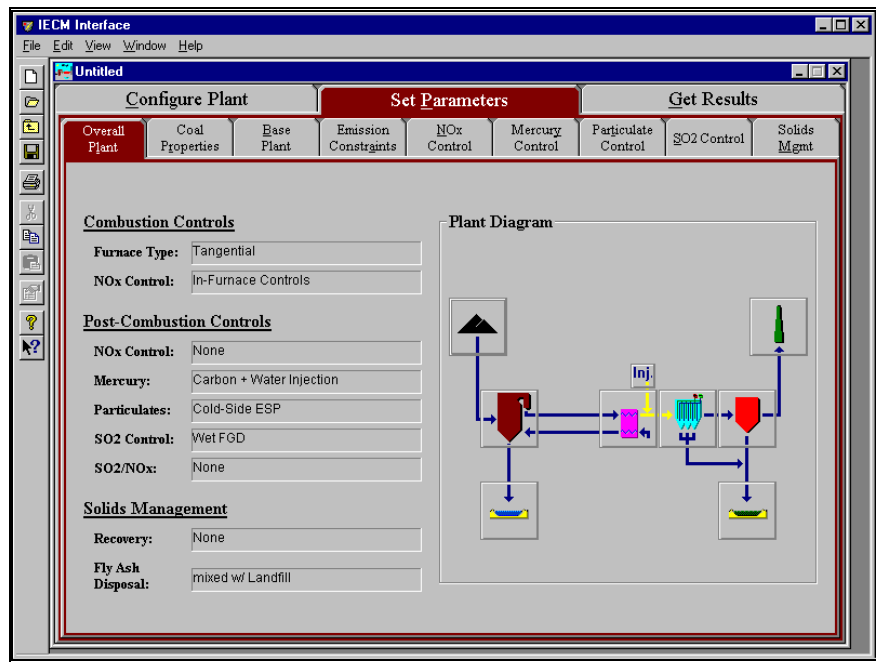 IECM Interface
File Edit View Window Help
Untitled
Configure Plant Set Parameters Get Results
Overall Plant
Coal Properties
Base Plant
Emission Constraints
NOx Control
Mercury Control
Particulate Control
SO2 Control
Solids Mgmt
Combustion Controls
Furnace Type: Tangential
NOx Control: In-Furnace Controls
Post-Combustion Controls
NOx Control: None
Mercury: Carbon + Water Injection
Particulates: Cold-Side ESP
SO2 Control: Wet FGD
SO2/NOx: None
Solids Management
Recovery: None
Fly Ash
Disposal: mixed w/ Landfill
Plant Diagram
Inj.